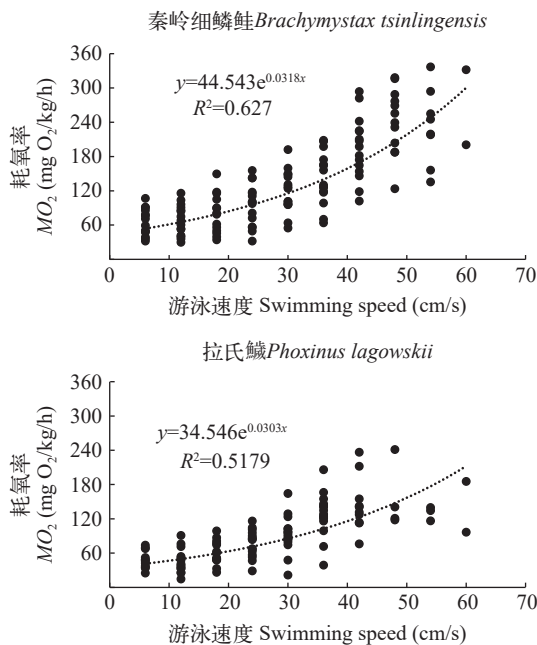 秦岭细鳞鲑Brachymystax tsinlingensis
360
300
240
180
120
60
耗氧率
MO2 (mg O2/kg/h)
y=44.543e^0.0318x
R²=0.627
0 10 20 30 40 50 60 70
游泳速度 Swimming speed (cm/s)
拉氏鱥Phoxinus lagowskii
360
300
240
180
120
60
耗氧率
MO2 (mg O2/kg/h)
y=34.546e^0.0303x
R²=0.5179
0 10 20 30 40 50 60 70
游泳速度 Swimming speed (cm/s)